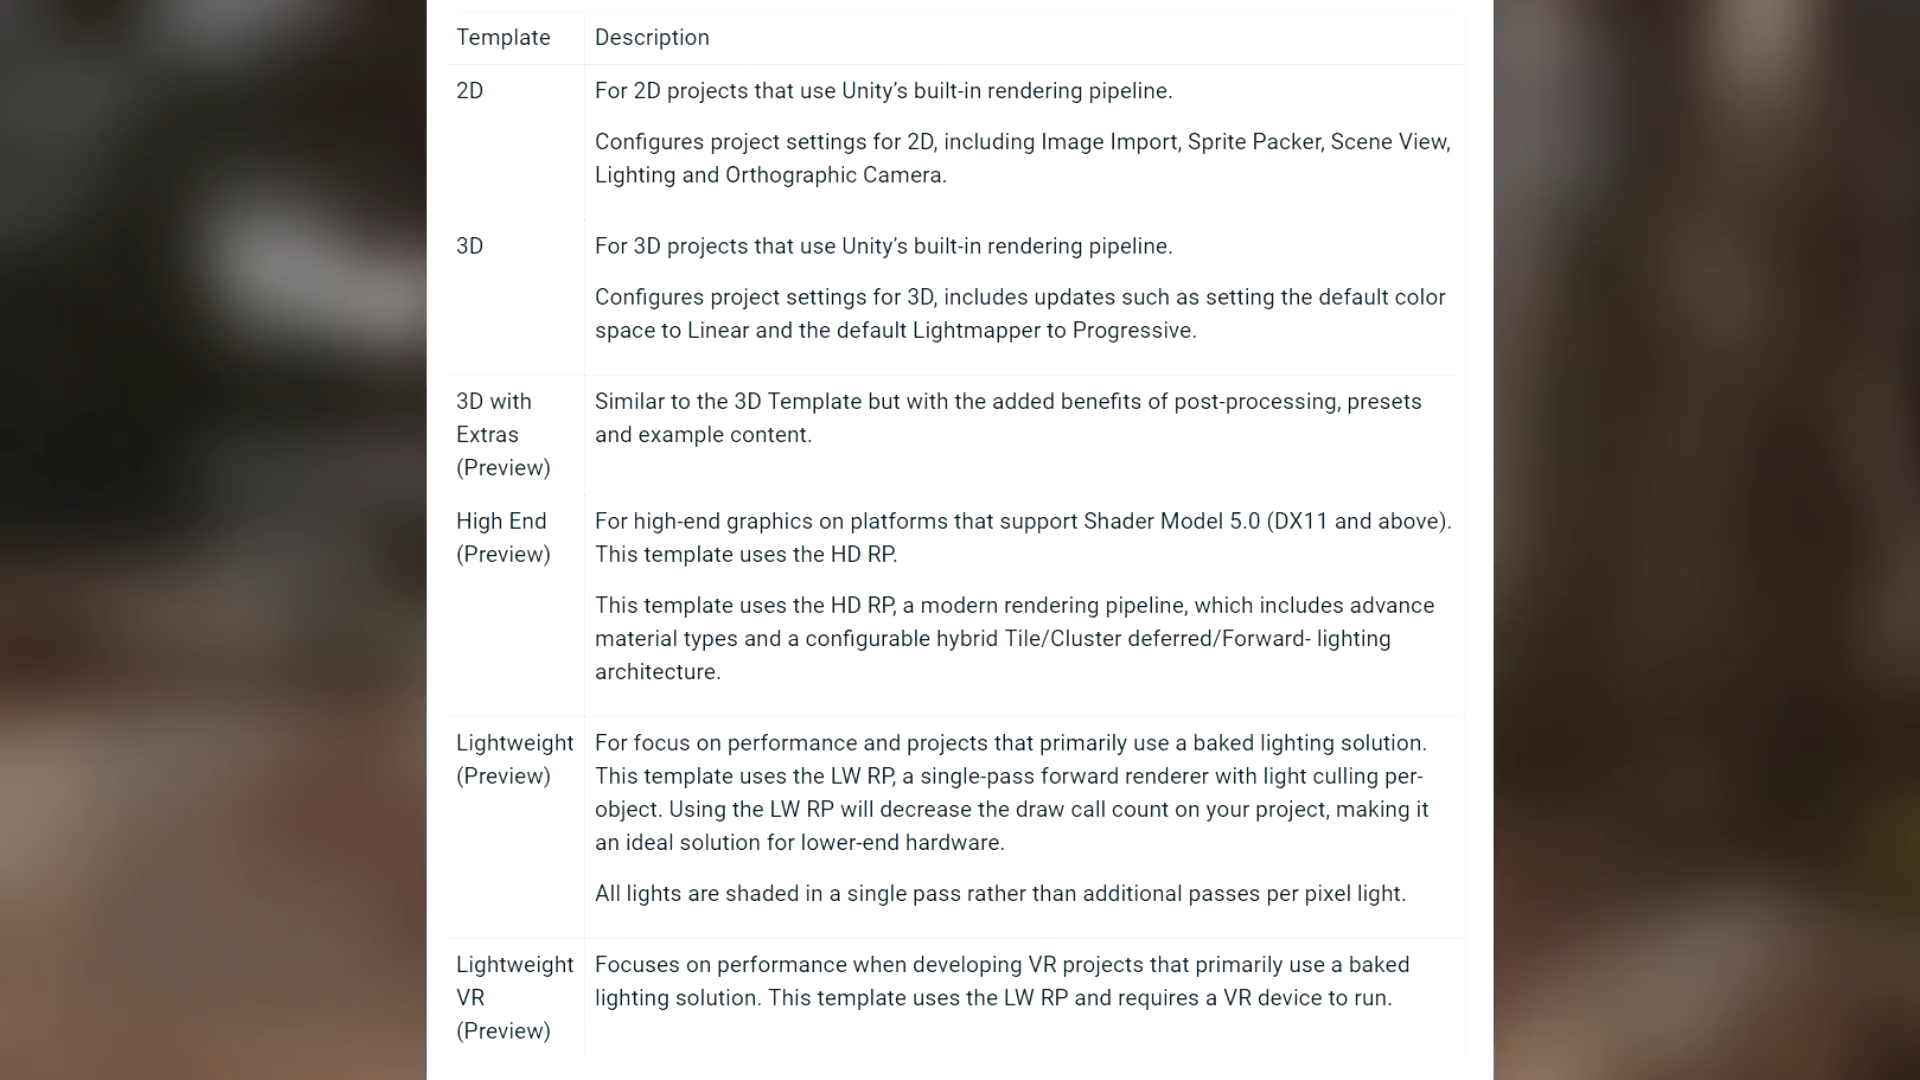 Template Description
2D For 2D projects that use Unity’s built-in rendering pipeline.
Configures project settings for 2D, including Image Import, Sprite Packer, Scene View,
Lighting and Orthographic Camera.
3D For 3D projects that use Unity’s built-in rendering pipeline.
Configures project settings for 3D, includes updates such as setting the default color
space to Linear and the default Lightmapper to Progressive.
3D with
Extras
(Preview)
Similar to the 3D Template but with the added benefits of post-processing, presets
and example content.
High End
(Preview)
For high-end graphics on platforms that support Shader Model 5.0 (DX11 and above).
This template uses the HD RP.
This template uses the HD RP, a modern rendering pipeline, which includes advance
material types and a configurable hybrid Tile/Cluster deferred/Forward- lighting
architecture.
Lightweight
(Preview)
For focus on performance and projects that primarily use a baked lighting solution.
This template uses the LW RP, a single-pass forward renderer with light culling per-
object. Using the LW RP will decrease the draw call count on your project, making it
an ideal solution for lower-end hardware.
All lights are shaded in a single pass rather than additional passes per pixel light.
Lightweight
VR
(Preview)
Focuses on performance when developing VR projects that primarily use a baked
lighting solution. This template uses the LW RP and requires a VR device to run.